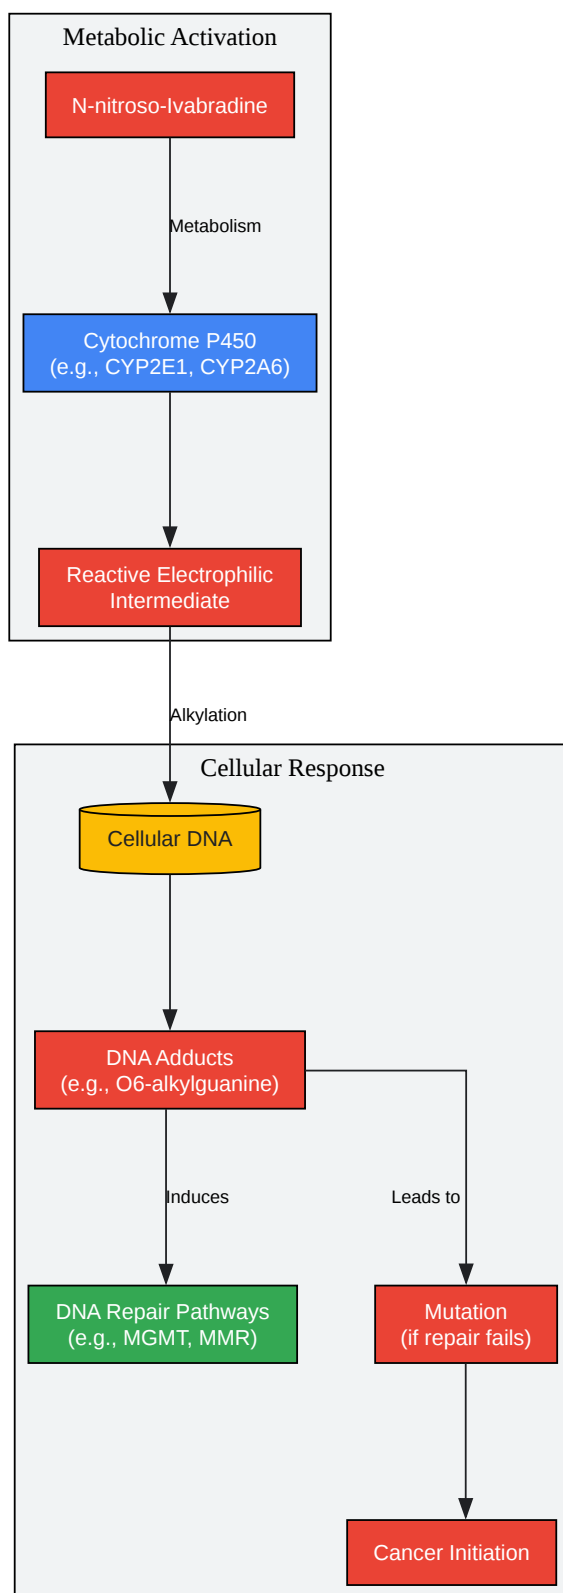 Metabolic Activation
N-nitroso-Ivabradine
Metabolism
Cytochrome P450
(e.g., CYP2E1, CYP2A6)
Reactive Electrophilic
Intermediate
Alkylation
Cellular Response
Cellular DNA
DNA Adducts
(e.g., O6-alkylguanine)
Induces
Leads to
DNA Repair Pathways
(e.g., MGMT, MMR)
Mutation
(if repair fails)
Cancer Initiation